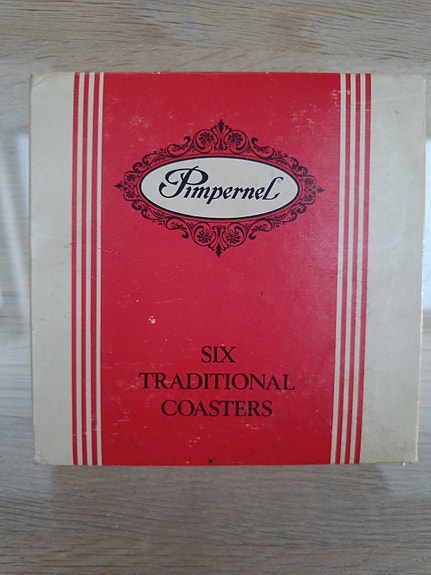 Pimpernel
SIX
TRADITIONAL
COASTERS